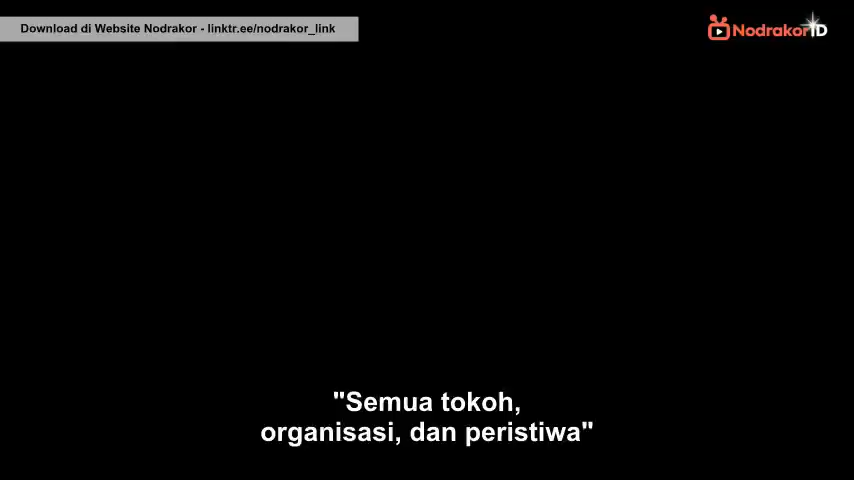 Download di Website Nodrakor - linktr.ee/nodrakor_link
NodrakorID
"Semua tokoh,
organisasi, dan peristiwa"